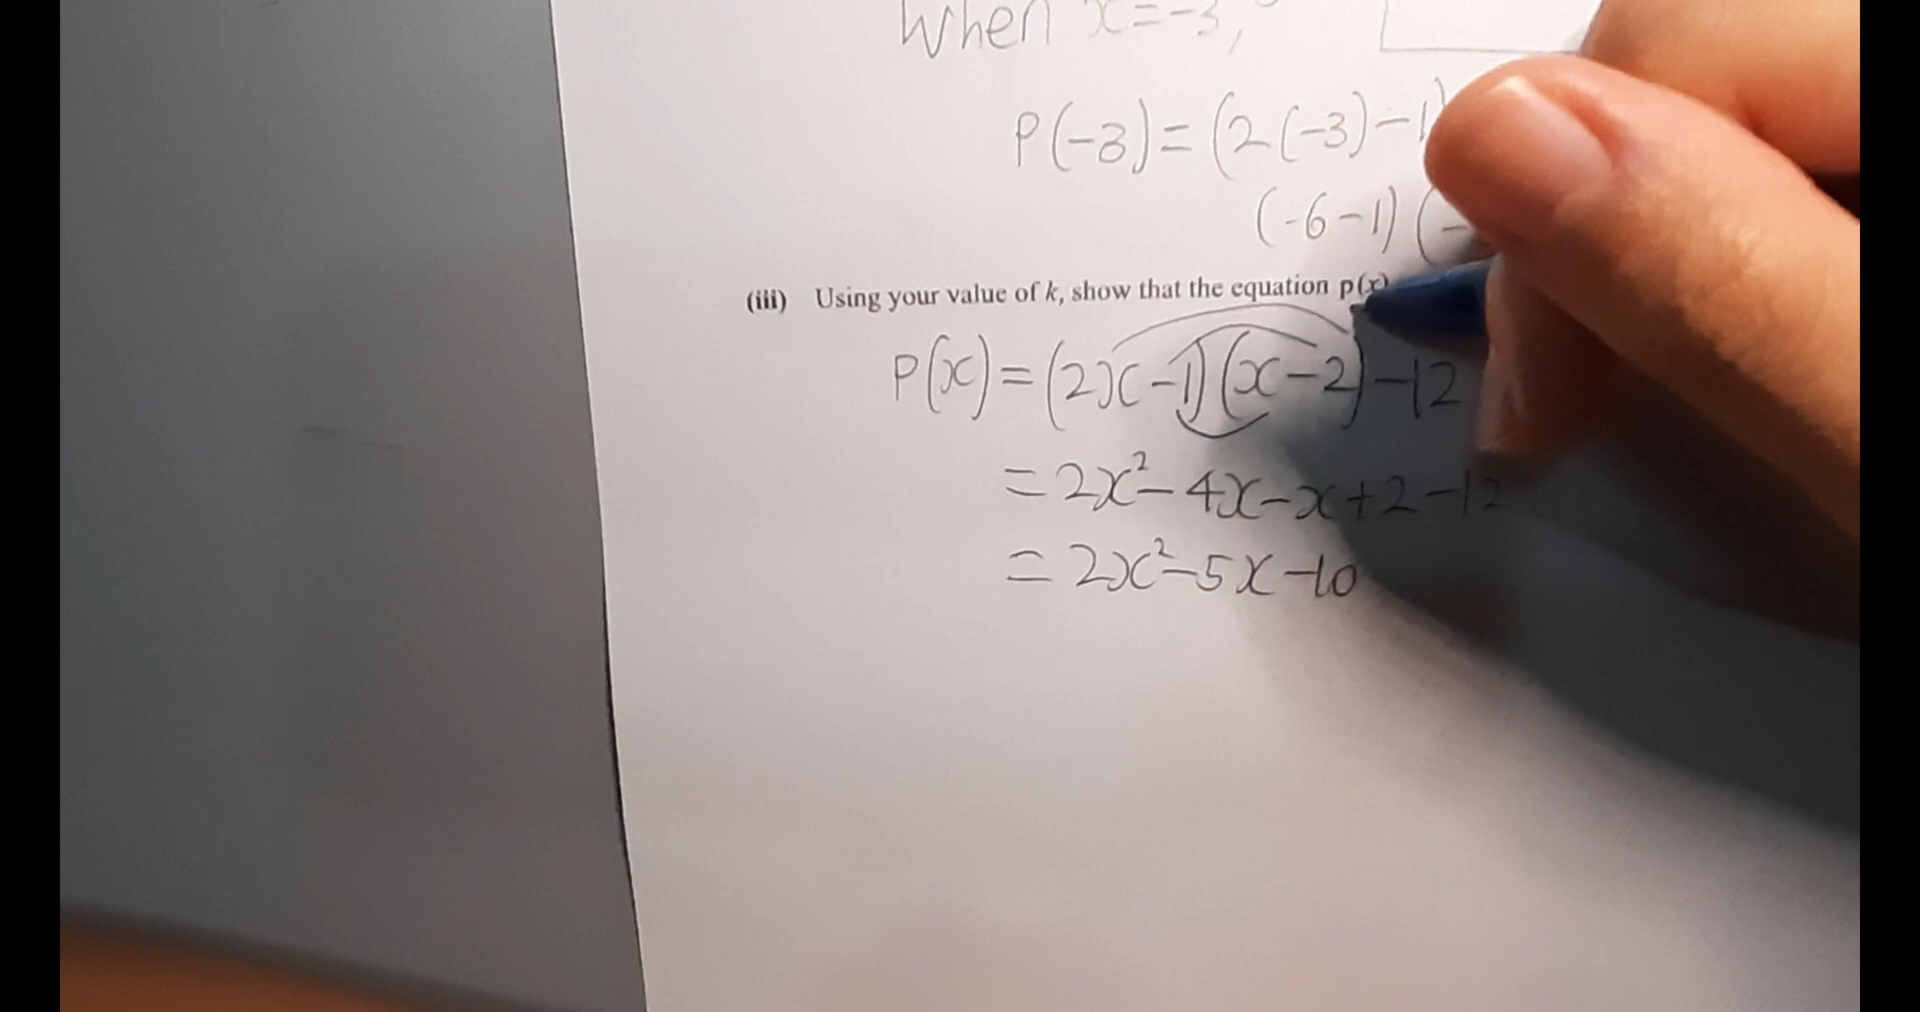 When x=-3,
P(-3)=(2(-3)-1)
(-6-1)(-
(iii) Using your value of k, show that the equation p(x)
P(x)=(2x-1)(x-2)-12
=2x²-4x-x+2-12
=2x²-5x-10